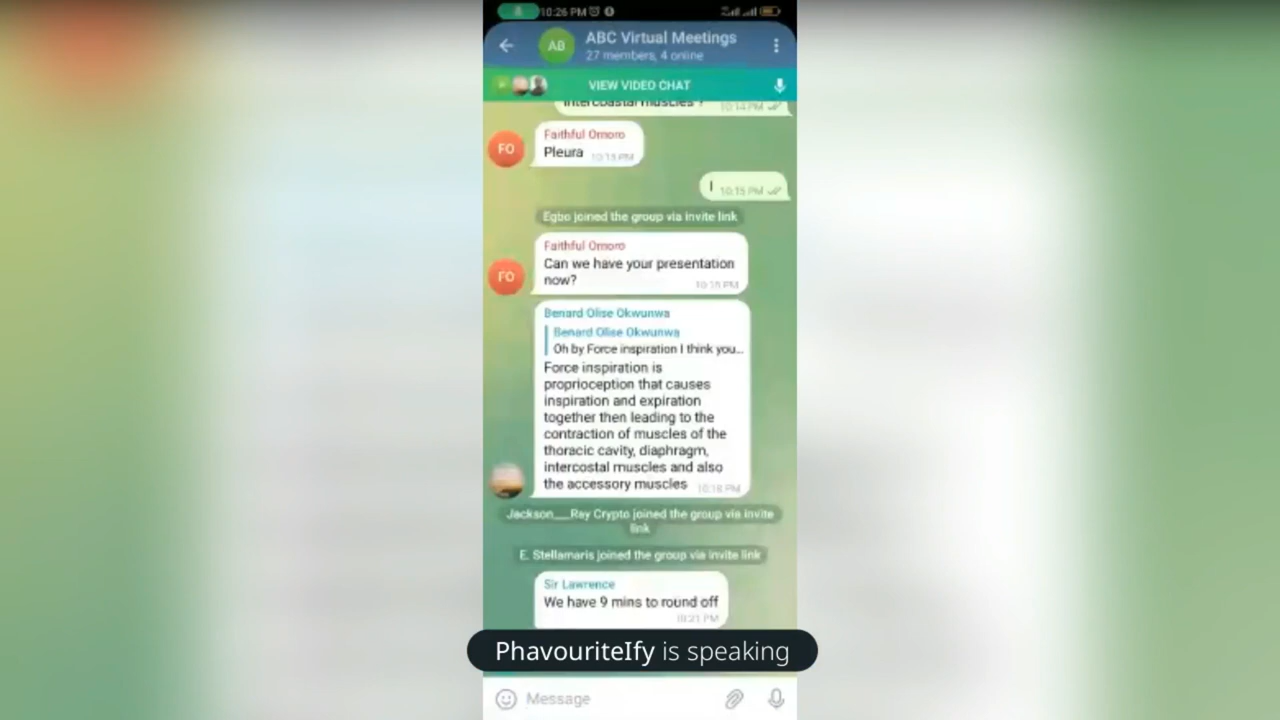 10:26 PM
AB
ABC Virtual Meetings
27 members, 4 online
VIEW VIDEO CHAT
intercoastal muscles ? 10:14 PM
Faithful Omoro
FO
Pleura 10:15 PM
I 10:15 PM
Egbo joined the group via invite link
Faithful Omoro
FO
Can we have your presentation
now?
Benard Olise Okwunwa
Benard Olise Okwunwa
Oh by Force inspiration I think you...
Force inspiration is
proprioception that causes
inspiration and expiration
together then leading to the
contraction of muscles of the
thoracic cavity, diaphragm,
intercostal muscles and also
the accessory muscles 10:18 PM
Jackson___Ray Crypto joined the group via invite
link
E. Stellamaris joined the group via invite link
Sir Lawrence
We have 9 mins to round off
10:21 PM
PhavouriteIfy is speaking
Message